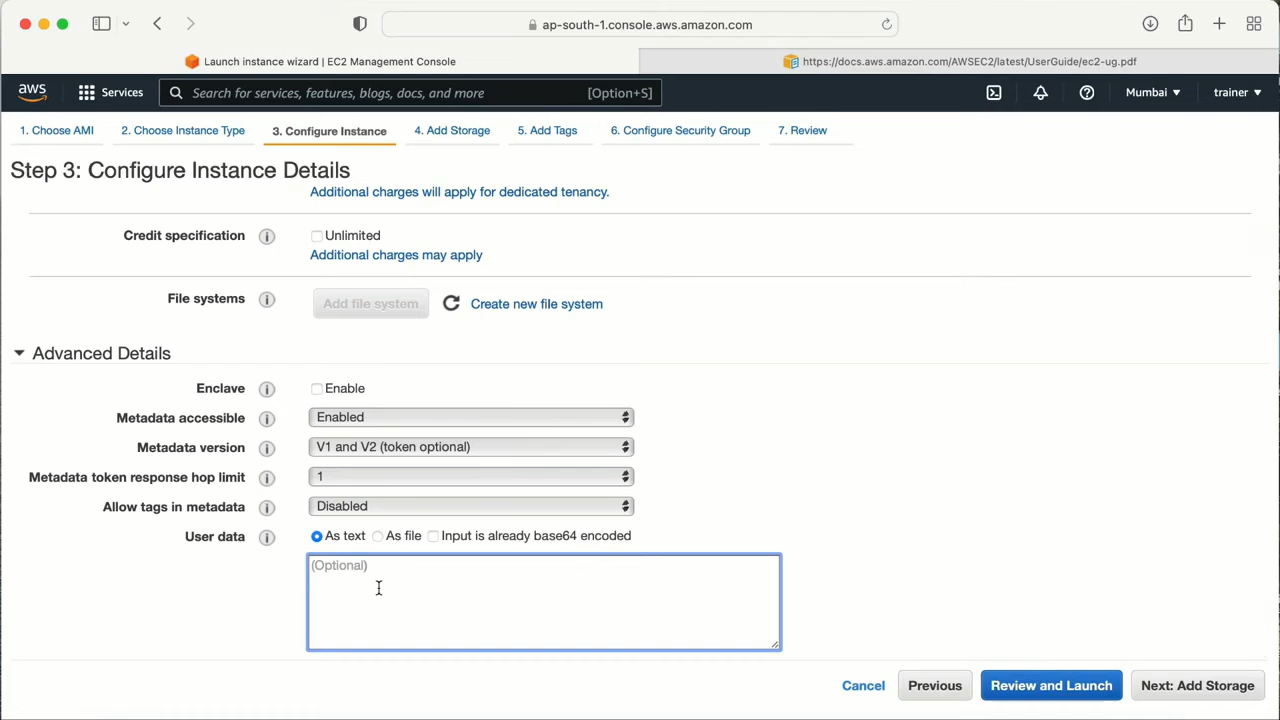 ap-south-1.console.aws.amazon.com
Launch instance wizard | EC2 Management Console
https://docs.aws.amazon.com/AWSEC2/latest/UserGuide/ec2-ug.pdf
aws Services Search for services, features, blogs, docs, and more [Option+S] Mumbai trainer
1. Choose AMI 2. Choose Instance Type 3. Configure Instance 4. Add Storage 5. Add Tags 6. Configure Security Group 7. Review
Step 3: Configure Instance Details
Additional charges will apply for dedicated tenancy.
Credit specification Unlimited
Additional charges may apply
File systems Add file system Create new file system
Advanced Details
Enclave Enable
Metadata accessible Enabled
Metadata version V1 and V2 (token optional)
Metadata token response hop limit 1
Allow tags in metadata Disabled
User data As text As file Input is already base64 encoded
(Optional)
Cancel Previous Review and Launch Next: Add Storage